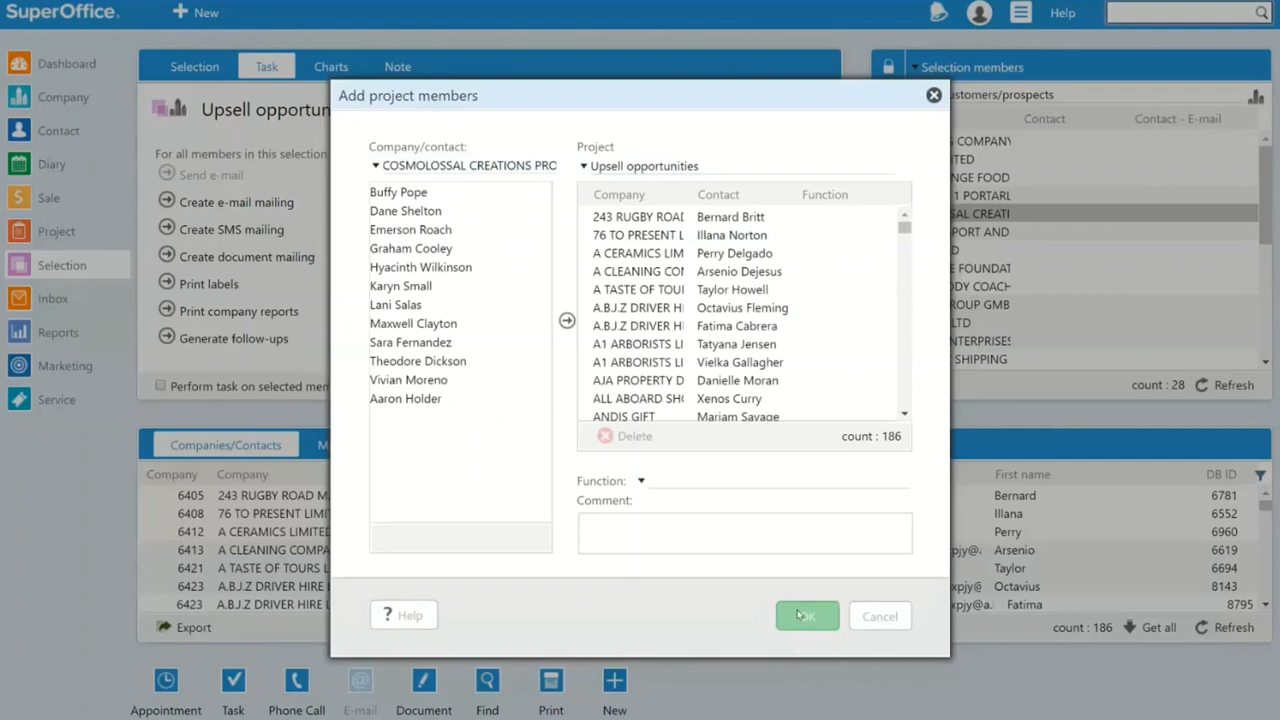 SuperOffice.
New
Help
Dashboard
Company
Contact
Diary
Sale
Project
Selection
Inbox
Reports
Marketing
Service
Selection Task Charts Note
Upsell opportun
For all members in this selection
Send e-mail
Create e-mail mailing
Create SMS mailing
Create document mailing
Print labels
Print company reports
Generate follow-ups
Perform task on selected mem
Selection members
ustomers/prospects
Contact Contact - E-mail
COMPANY
TED
NGE FOOD
1 PORTARL
SAL CREATI
PORT AND
D
E FOUNDAT
DY COACH
ROUP GMB
LTD
ENTERPRISES
SHIPPING
count : 28 Refresh
Add project members
Company/contact:
COSMOLOSSAL CREATIONS PRO
Buffy Pope
Dane Shelton
Emerson Roach
Graham Cooley
Hyacinth Wilkinson
Karyn Small
Lani Salas
Maxwell Clayton
Sara Fernandez
Theodore Dickson
Vivian Moreno
Aaron Holder
Project
Upsell opportunities
Company Contact Function
243 RUGBY ROAD Bernard Britt
76 TO PRESENT L Illana Norton
A CERAMICS LIM Perry Delgado
A CLEANING COM Arsenio Dejesus
A TASTE OF TOU Taylor Howell
A.B.J.Z DRIVER HI Octavius Fleming
A.B.J.Z DRIVER HI Fatima Cabrera
A1 ARBORISTS LI Tatyana Jensen
A1 ARBORISTS LI Vielka Gallagher
AJA PROPERTY D Danielle Moran
ALL ABOARD SHO Xenos Curry
ANDIS GIFT Mariam Savage
Delete count : 186
Function:
Comment:
? Help OK Cancel
Companies/Contacts M
Company Company First name DB ID
6405 243 RUGBY ROAD M Bernard 6781
6408 76 TO PRESENT LIMITED Illana 6552
6412 A CERAMICS LIMITED Perry 6960
6413 A CLEANING COMPA xpjy@. Arsenio 6619
6421 A TASTE OF TOURS L Taylor 6694
6423 A.B.J.Z DRIVER HIRE xpjy@ Octavius 8143
6423 A.B.J.Z DRIVER HIRE xpjy@a. Fatima 8795
Export count : 186 Get all Refresh
Appointment Task Phone Call E-mail Document Find Print New